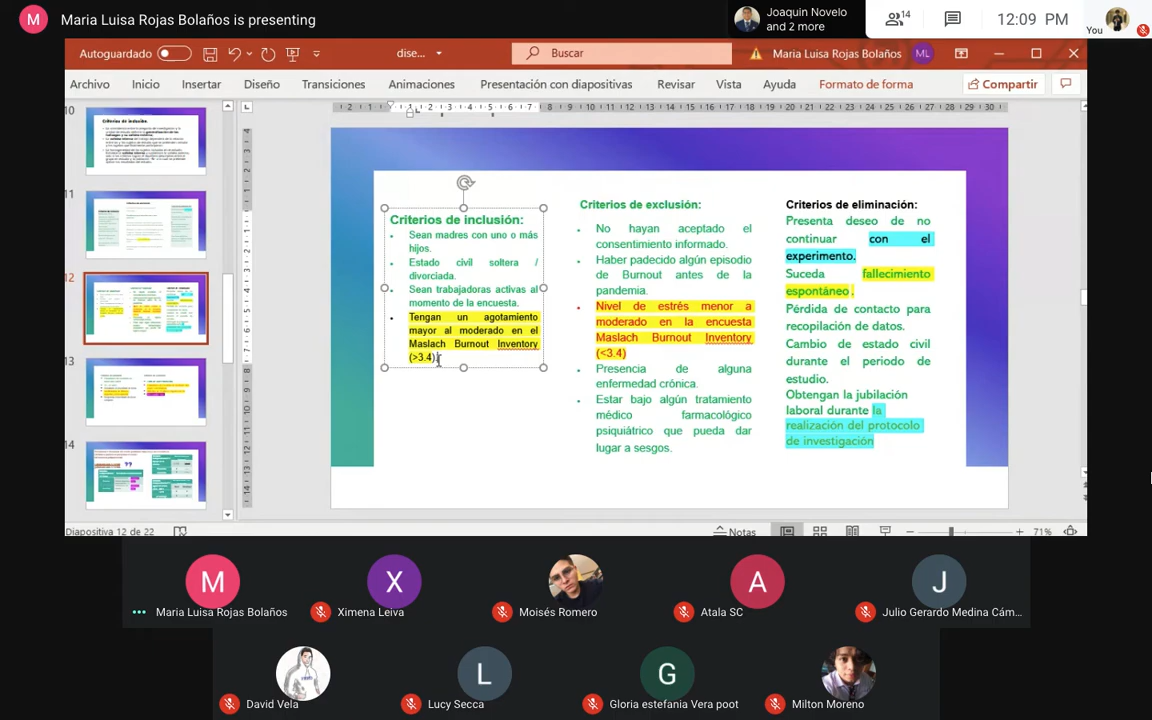 M Maria Luisa Rojas Bolaños is presenting
Joaquin Novelo
and 2 more
14
12:09 PM
You
Autoguardado
dise...
Buscar
Maria Luisa Rojas Bolaños
ML
Archivo Inicio Insertar Diseño Transiciones Animaciones Presentación con diapositivas Revisar Vista Ayuda Formato de forma Compartir
10
Criterios de inclusión.
11
12
13
14
Criterios de inclusión:
Sean madres con uno o más
hijos.
Estado civil soltera /
divorciada.
Sean trabajadoras activas al
momento de la encuesta.
Tengan un agotamiento
mayor al moderado en el
Maslach Burnout Inventory
(>3.4).
Criterios de exclusión:
No hayan aceptado el
consentimiento informado.
Haber padecido algún episodio
de Burnout antes de la
pandemia.
Nivel de estrés menor a
moderado en la encuesta
Maslach Burnout Inventory
(<3.4)
Presencia de alguna
enfermedad crónica.
Estar bajo algún tratamiento
médico farmacológico
psiquiátrico que pueda dar
lugar a sesgos.
Criterios de eliminación:
Presenta deseo de no
continuar con el
experimento.
Suceda fallecimiento
espontáneo .
Pérdida de contacto para
recopilación de datos.
Cambio de estado civil
durante el periodo de
estudio.
Obtengan la jubilación
laboral durante la
realización del protocolo
de investigación
Diapositiva 12 de 22
Notas
71%
M
Maria Luisa Rojas Bolaños
X
Ximena Leiva
Moisés Romero
A
Atala SC
J
Julio Gerardo Medina Cám...
David Vela
L
Lucy Secca
G
Gloria estefania Vera poot
Milton Moreno